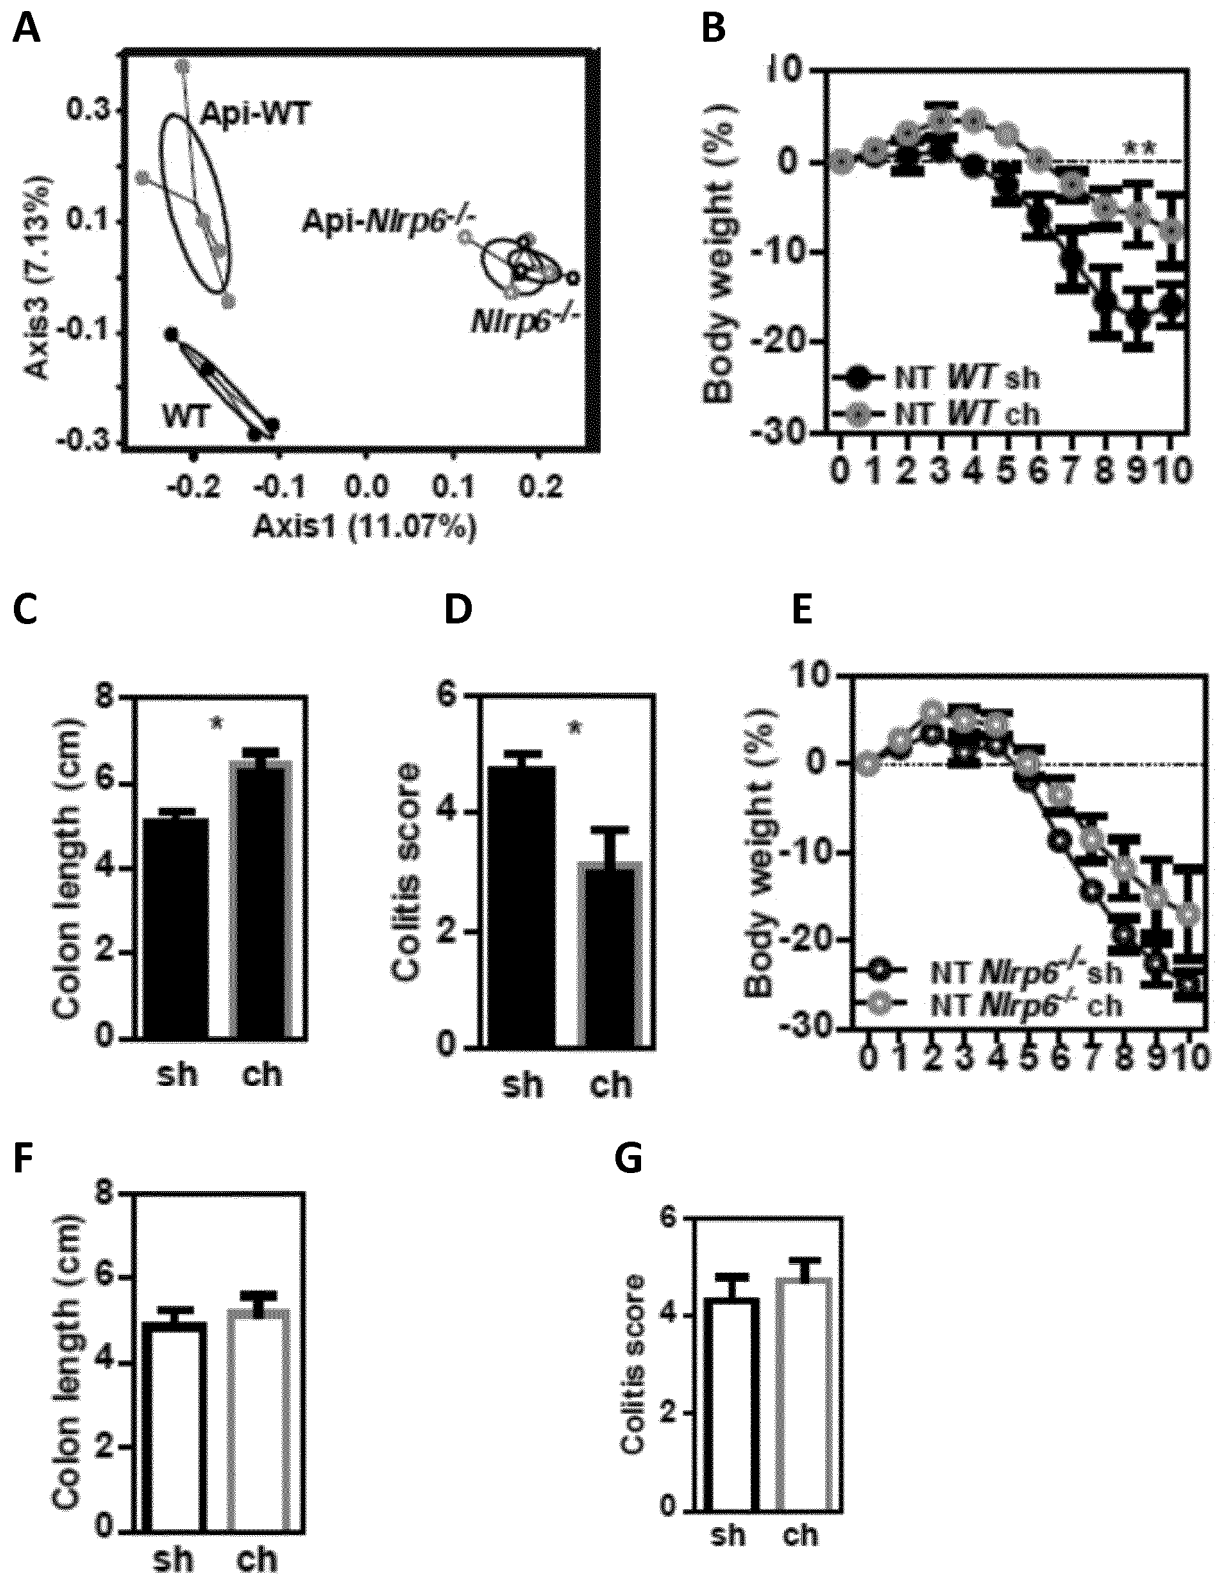 A
Axis3 (7.13%)
0.3
0.1
-0.1
-0.3
Api-WT
Api-Nlrp6-/-
Nlrp6-/-
WT
-0.2 -0.1 0.0 0.1 0.2
Axis1 (11.07%)
B
Body weight (%)
10
0
-10
-20
-30
**
NT WT sh
NT WT ch
0 1 2 3 4 5 6 7 8 9 10
C
Colon length (cm)
8
6
4
2
0
*
sh ch
D
Colitis score
6
4
2
0
*
sh ch
E
Body weight (%)
10
0
-10
-20
-30
NT Nlrp6-/- sh
NT Nlrp6-/- ch
0 1 2 3 4 5 6 7 8 9 10
F
Colon length (cm)
8
6
4
2
0
sh ch
G
Colitis score
6
4
2
0
sh ch